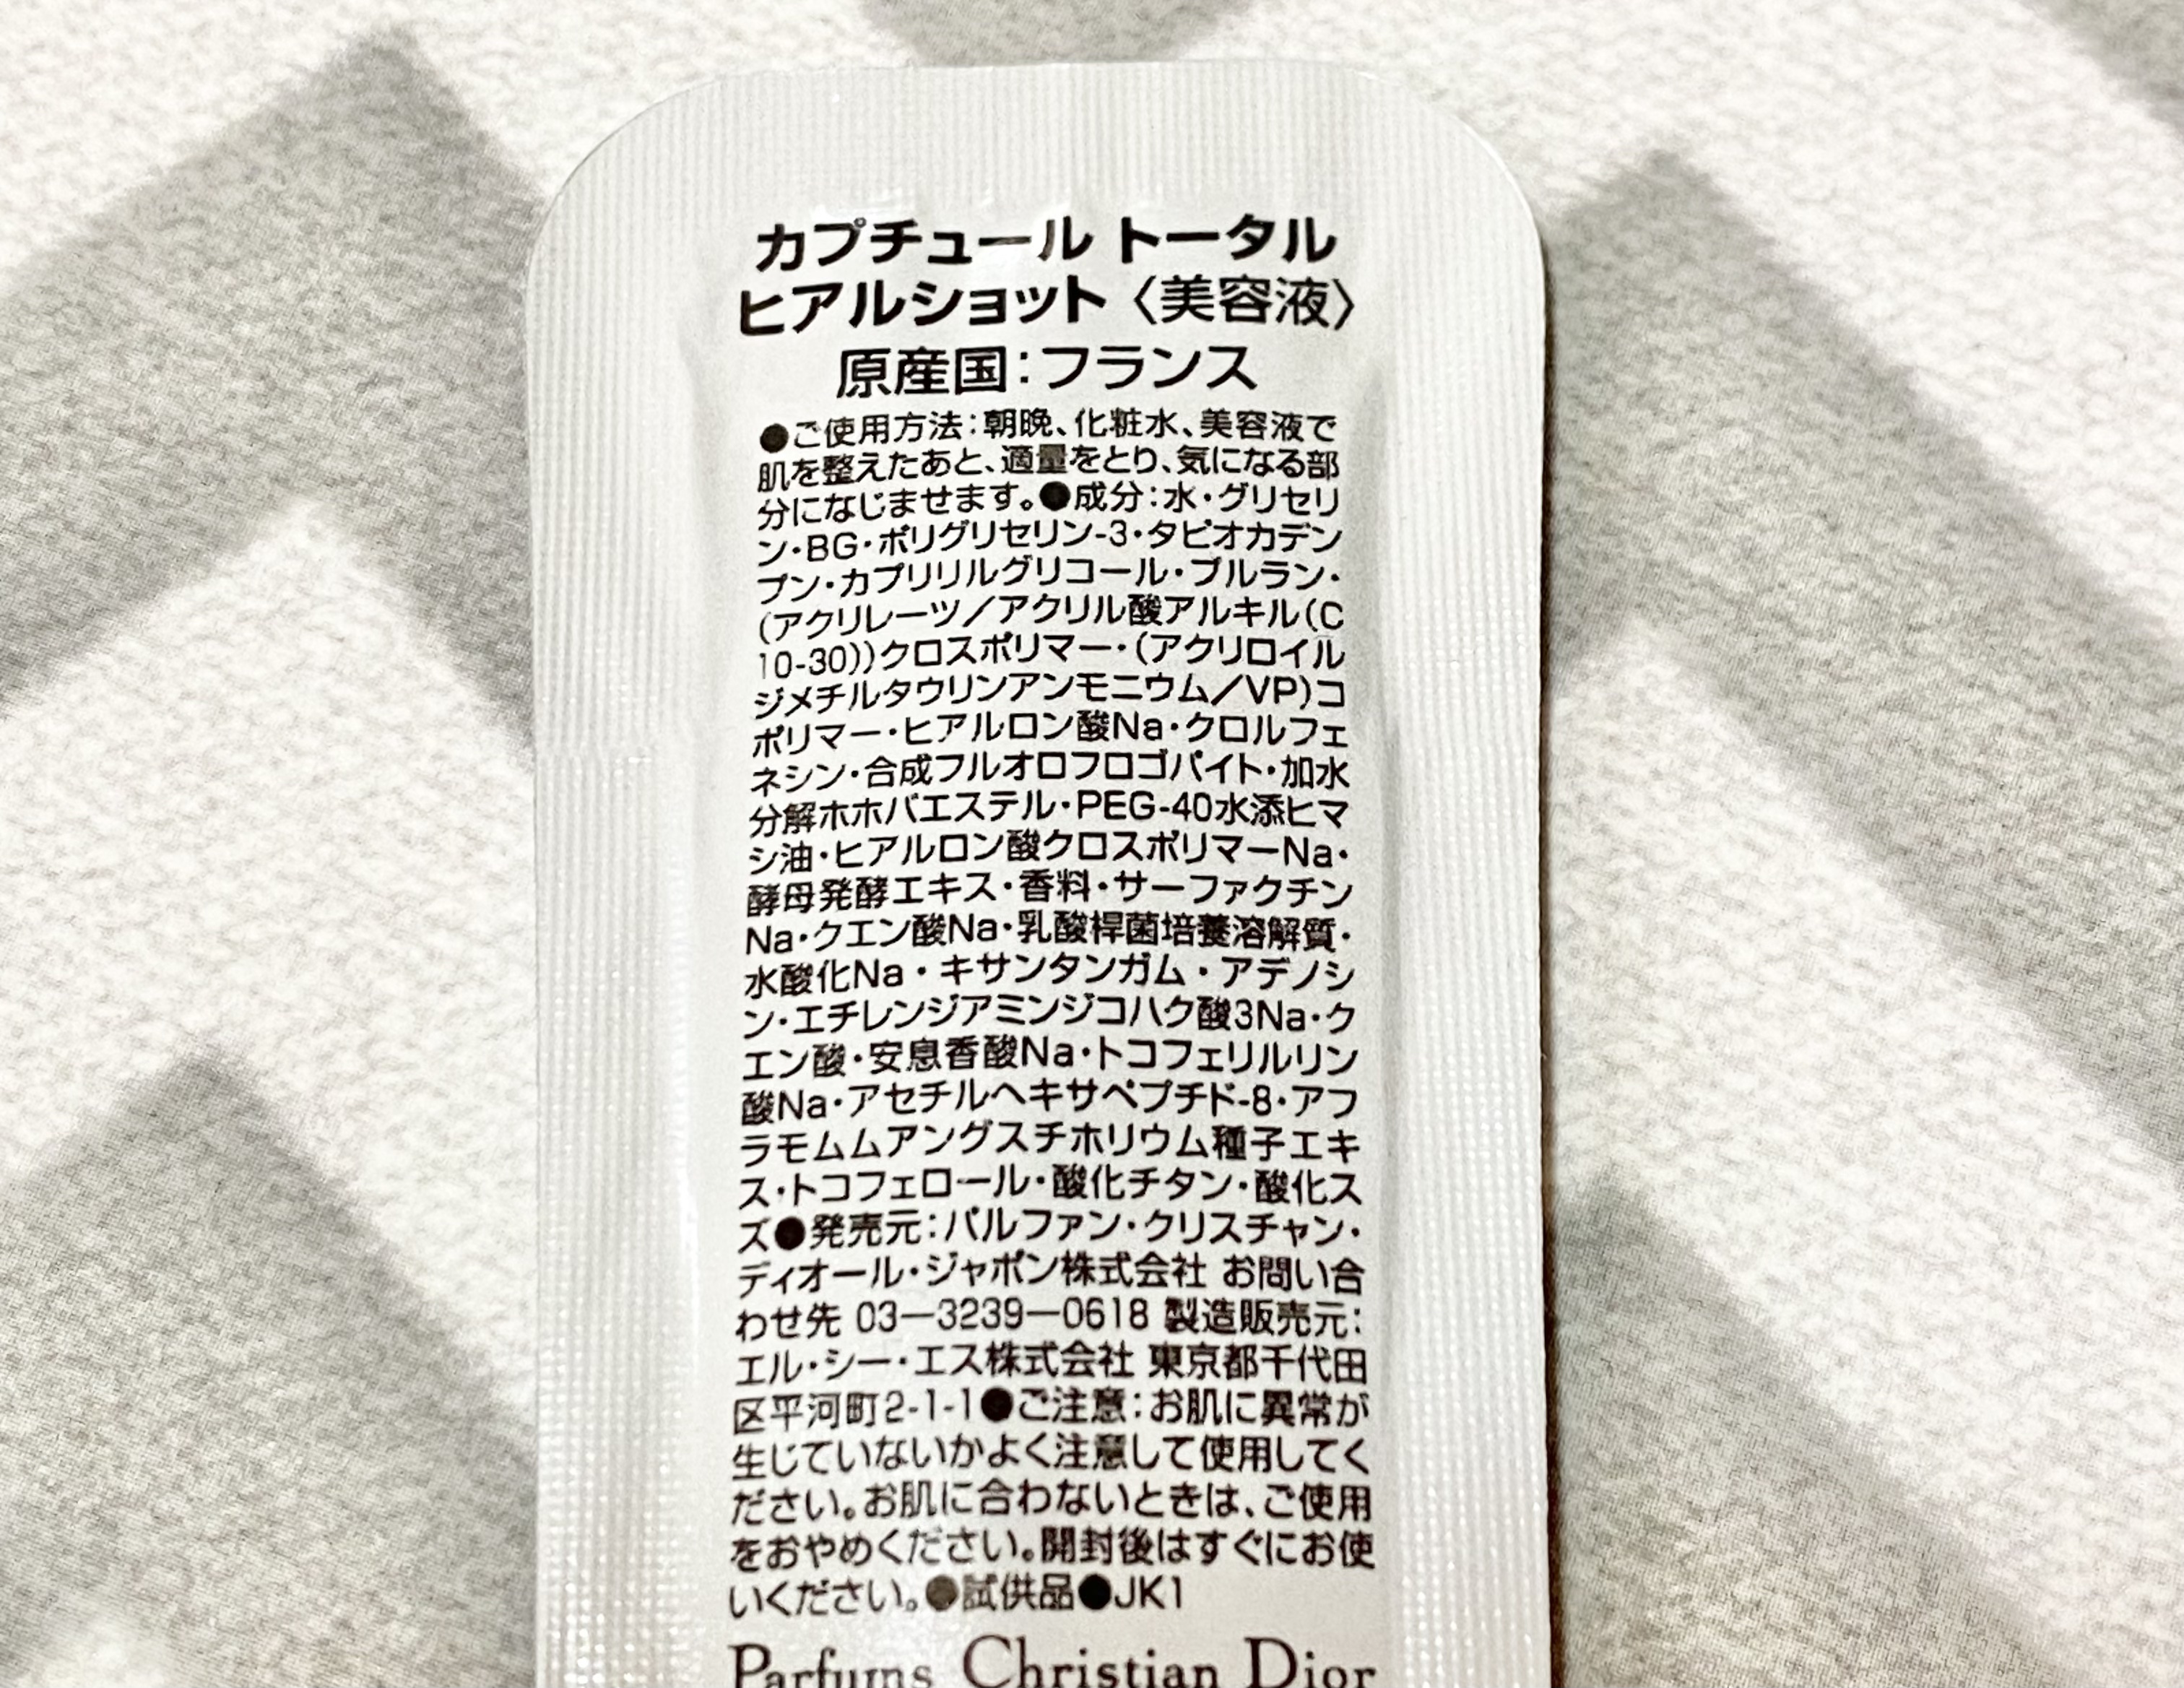 カプチュール トータル
ヒアルショット〈美容液〉
原産国：フランス
●ご使用方法：朝晩、化粧水、美容液で
肌を整えたあと、適量をとり、気になる部
分になじませます。●成分：水・グリセリ
ン・BG・ポリグリセリン-3・タピオカデン
プン・カプリリルグリコール・プルラン・
(アクリレーツ／アクリル酸アルキル(C
10-30))クロスポリマー・(アクリロイル
ジメチルタウリンアンモニウム／VP)コ
ポリマー・ヒアルロン酸Na・クロルフェ
ネシン・合成フルオロフロゴパイト・加水
分解ホホバエステル・PEG-40水添ヒマ
シ油・ヒアルロン酸クロスポリマーNa・
酵母発酵エキス・香料・サーファクチン
Na・クエン酸Na・乳酸桿菌培養溶解質・
水酸化Na・キサンタンガム・アデノシ
ン・エチレンジアミンジコハク酸3Na・ク
エン酸・安息香酸Na・トコフェリルリン
酸Na・アセチルヘキサペプチド-8・アフ
ラモムムアングスチホリウム種子エキ
ス・トコフェロール・酸化チタン・酸化ス
ズ●発売元：パルファン・クリスチャン・
ディオール・ジャポン株式会社 お問い合
わせ先 03―3239―0618 製造販売元：
エル・シー・エス株式会社 東京都千代田
区平河町2-1-1●ご注意：お肌に異常が
生じていないかよく注意して使用してく
ださい。お肌に合わないときは、ご使用
をおやめください。開封後はすぐにお使
いください。●試供品●JK1
Parfums Christian Dior